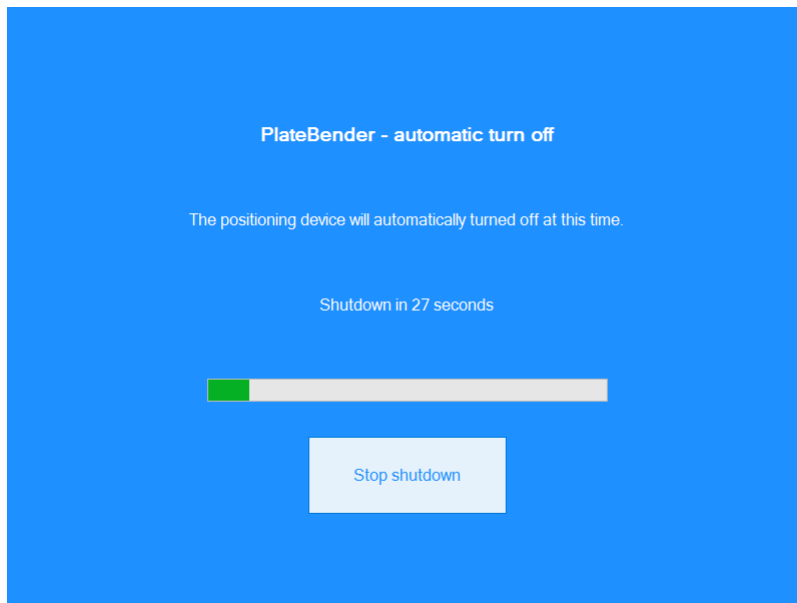 PlateBender - automatic turn off
The positioning device will automatically turned off at this time.
Shutdown in 27 seconds
Stop shutdown